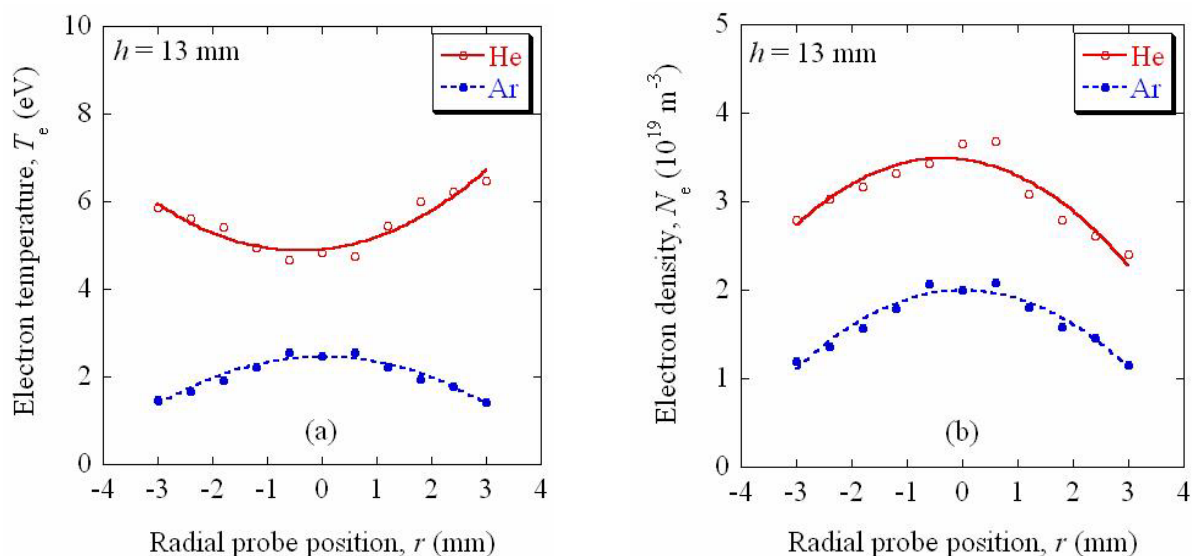 h = 13 mm
He
Ar
Electron temperature, Tₑ (eV)
10
8
6
4
2
0
(a)
-4 -3 -2 -1 0 1 2 3 4
Radial probe position, r (mm)
h = 13 mm
He
Ar
Electron density, Nₑ (10¹⁹ m⁻³)
5
4
3
2
1
0
(b)
-4 -3 -2 -1 0 1 2 3 4
Radial probe position, r (mm)